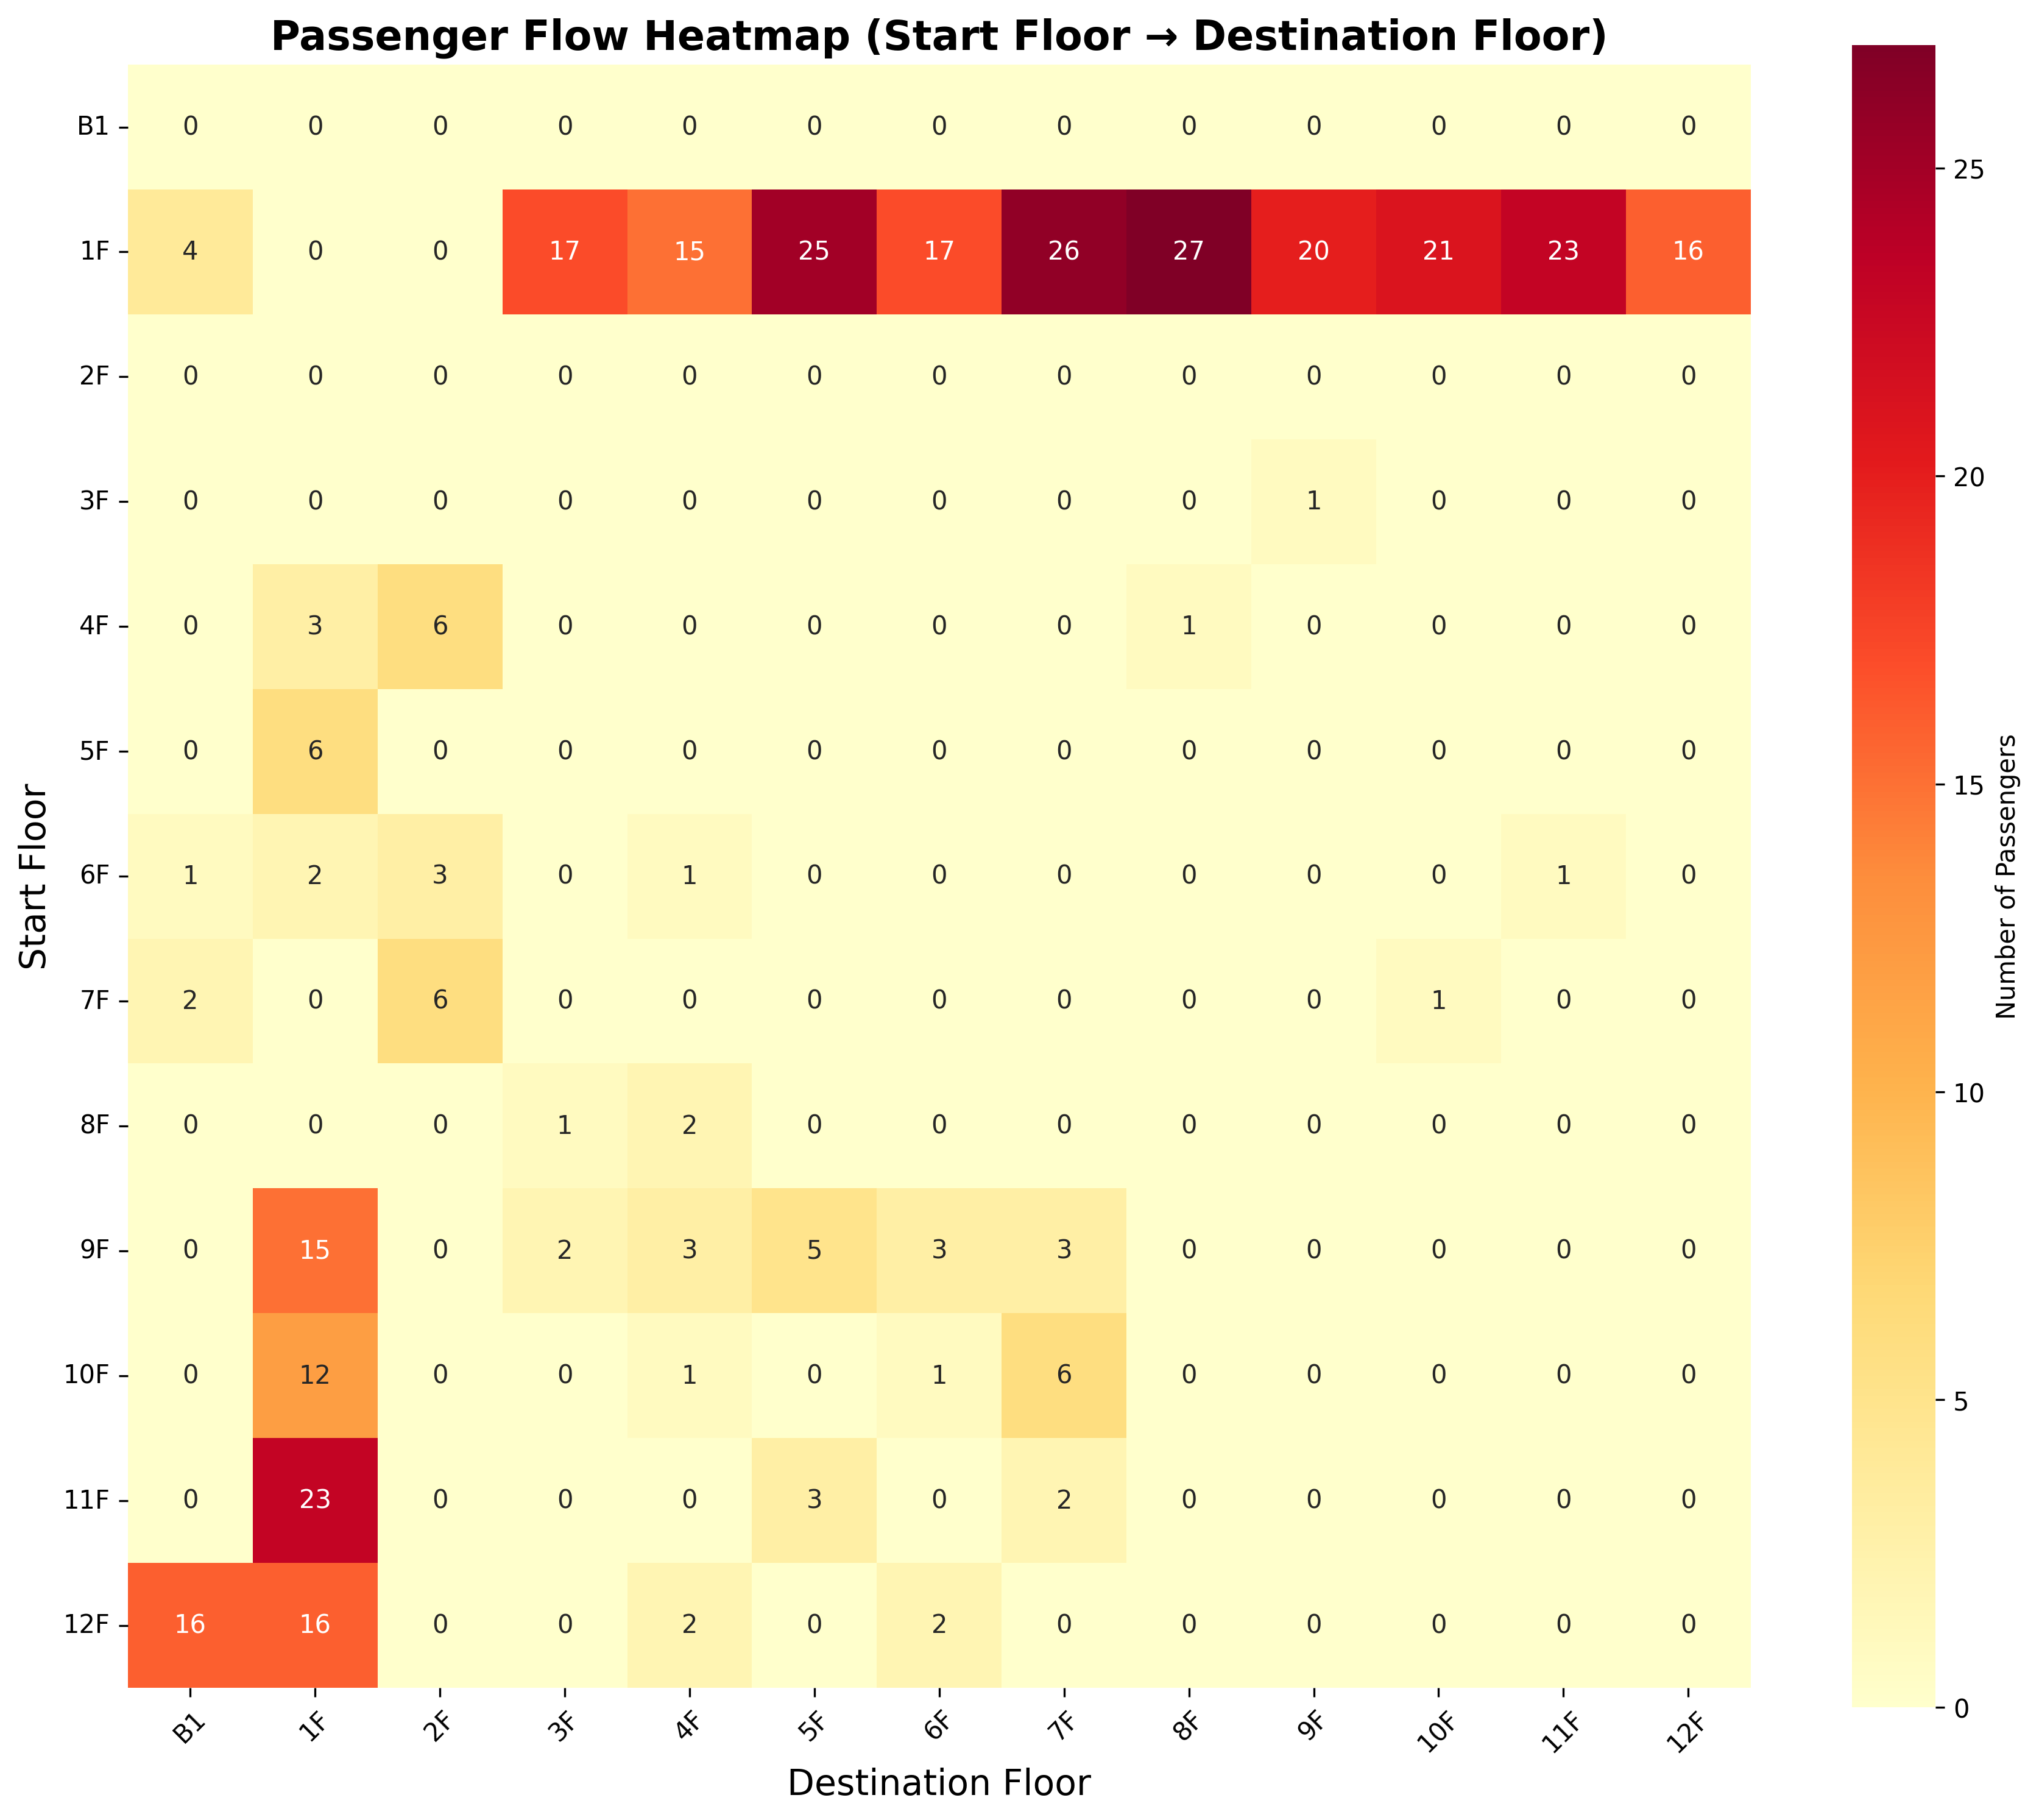 Passenger Flow Heatmap (Start Floor → Destination Floor)
B1 0 0 0 0 0 0 0 0 0 0 0 0 0
1F 4 0 0 17 15 25 17 26 27 20 21 23 16
2F 0 0 0 0 0 0 0 0 0 0 0 0 0
3F 0 0 0 0 0 0 0 0 0 1 0 0 0
4F 0 3 6 0 0 0 0 0 1 0 0 0 0
5F 0 6 0 0 0 0 0 0 0 0 0 0 0
6F 1 2 3 0 1 0 0 0 0 0 0 1 0
7F 2 0 6 0 0 0 0 0 0 0 1 0 0
8F 0 0 0 1 2 0 0 0 0 0 0 0 0
9F 0 15 0 2 3 5 3 3 0 0 0 0 0
10F 0 12 0 0 1 0 1 6 0 0 0 0 0
11F 0 23 0 0 0 3 0 2 0 0 0 0 0
12F 16 16 0 0 2 0 2 0 0 0 0 0 0
B1 1F 2F 3F 4F 5F 6F 7F 8F 9F 10F 11F 12F
Destination Floor
Start Floor
25
20
15
10
5
0
Number of Passengers